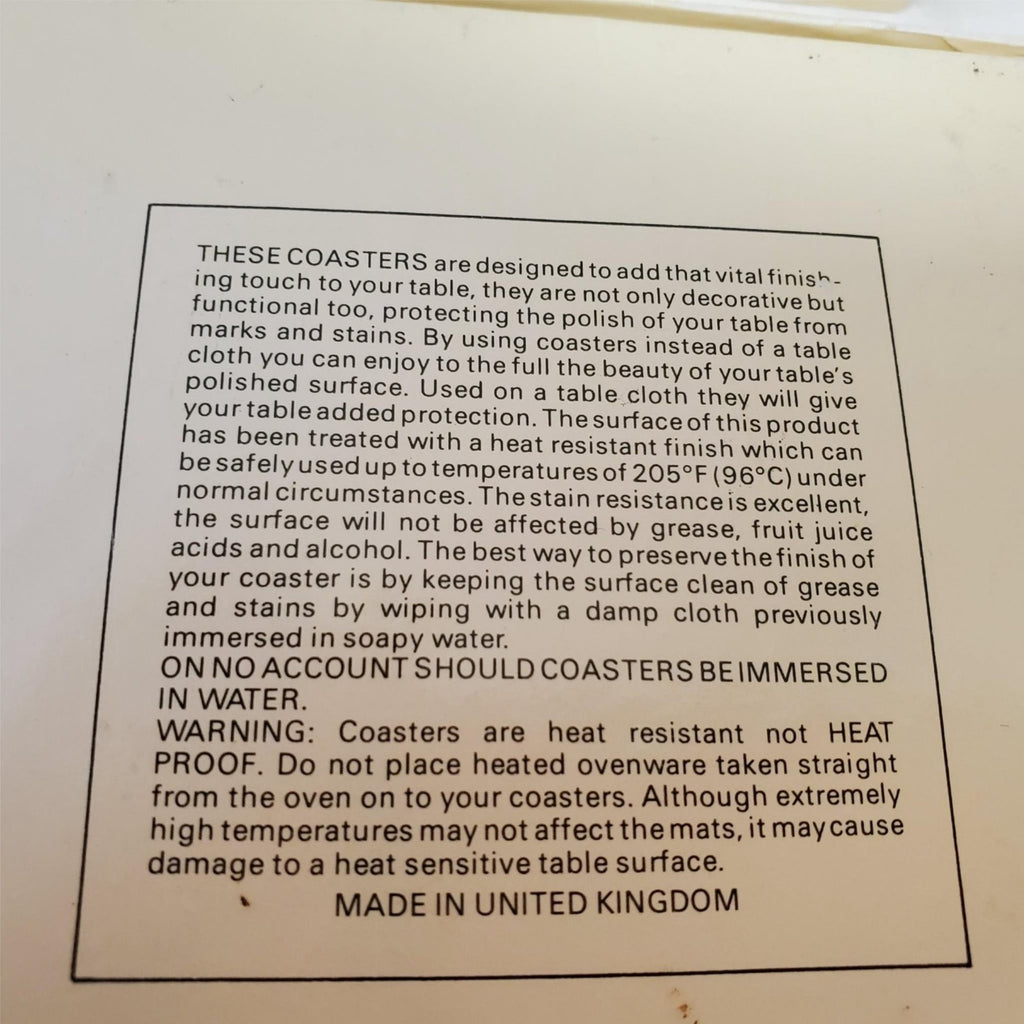 THESE COASTERS are designed to add that vital finish-
ing touch to your table, they are not only decorative but
functional too, protecting the polish of your table from
marks and stains. By using coasters instead of a table
cloth you can enjoy to the full the beauty of your table's
polished surface. Used on a table cloth they will give
your table added protection. The surface of this product
has been treated with a heat resistant finish which can
be safely used up to temperatures of 205°F (96°C) under
normal circumstances. The stain resistance is excellent,
the surface will not be affected by grease, fruit juice
acids and alcohol. The best way to preserve the finish of
your coaster is by keeping the surface clean of grease
and stains by wiping with a damp cloth previously
immersed in soapy water.
ON NO ACCOUNT SHOULD COASTERS BE IMMERSED
IN WATER.
WARNING: Coasters are heat resistant not HEAT
PROOF. Do not place heated ovenware taken straight
from the oven on to your coasters. Although extremely
high temperatures may not affect the mats, it may cause
damage to a heat sensitive table surface.
MADE IN UNITED KINGDOM